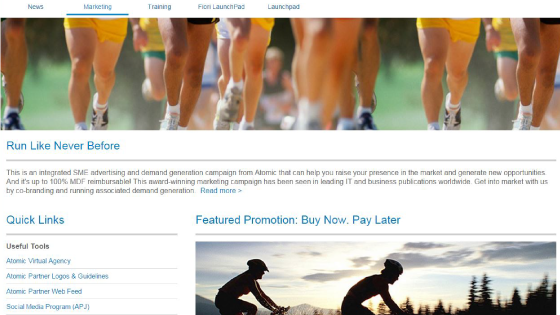 News Marketing Training Fiori LaunchPad Launchpad
Run Like Never Before
This is an integrated SME advertising and demand generation campaign from Atomic that can help you raise your presence in the market and generate new opportunities.
And it's up to 100% MDF reimbursable! This award-winning marketing campaign has been seen in leading IT and business publications worldwide. Get into market with us
by co-branding and running associated demand generation. Read more >
Quick Links
Featured Promotion: Buy Now. Pay Later
Useful Tools
Atomic Virtual Agency
Atomic Partner Logos & Guidelines
Atomic Partner Web Feed
Social Media Program (APJ)